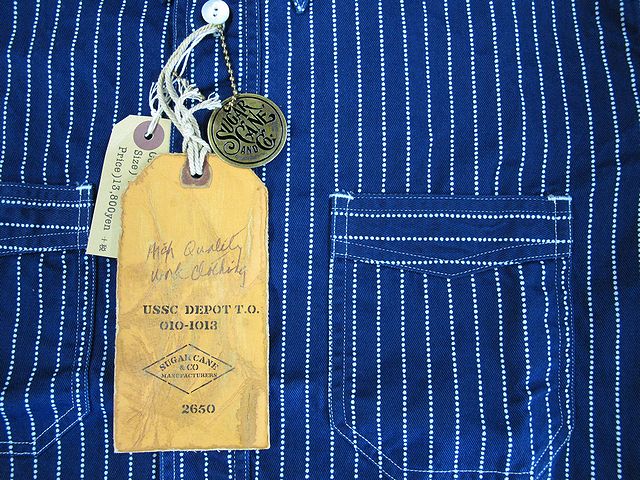 SUGAR
CANE
AND Co.
Size)
Price)13,800yen +税
High Quality
work clothing
USSC DEPOT T.O.
010-1013
SUGAR CANE
& CO
MANUFACTURERS
2650